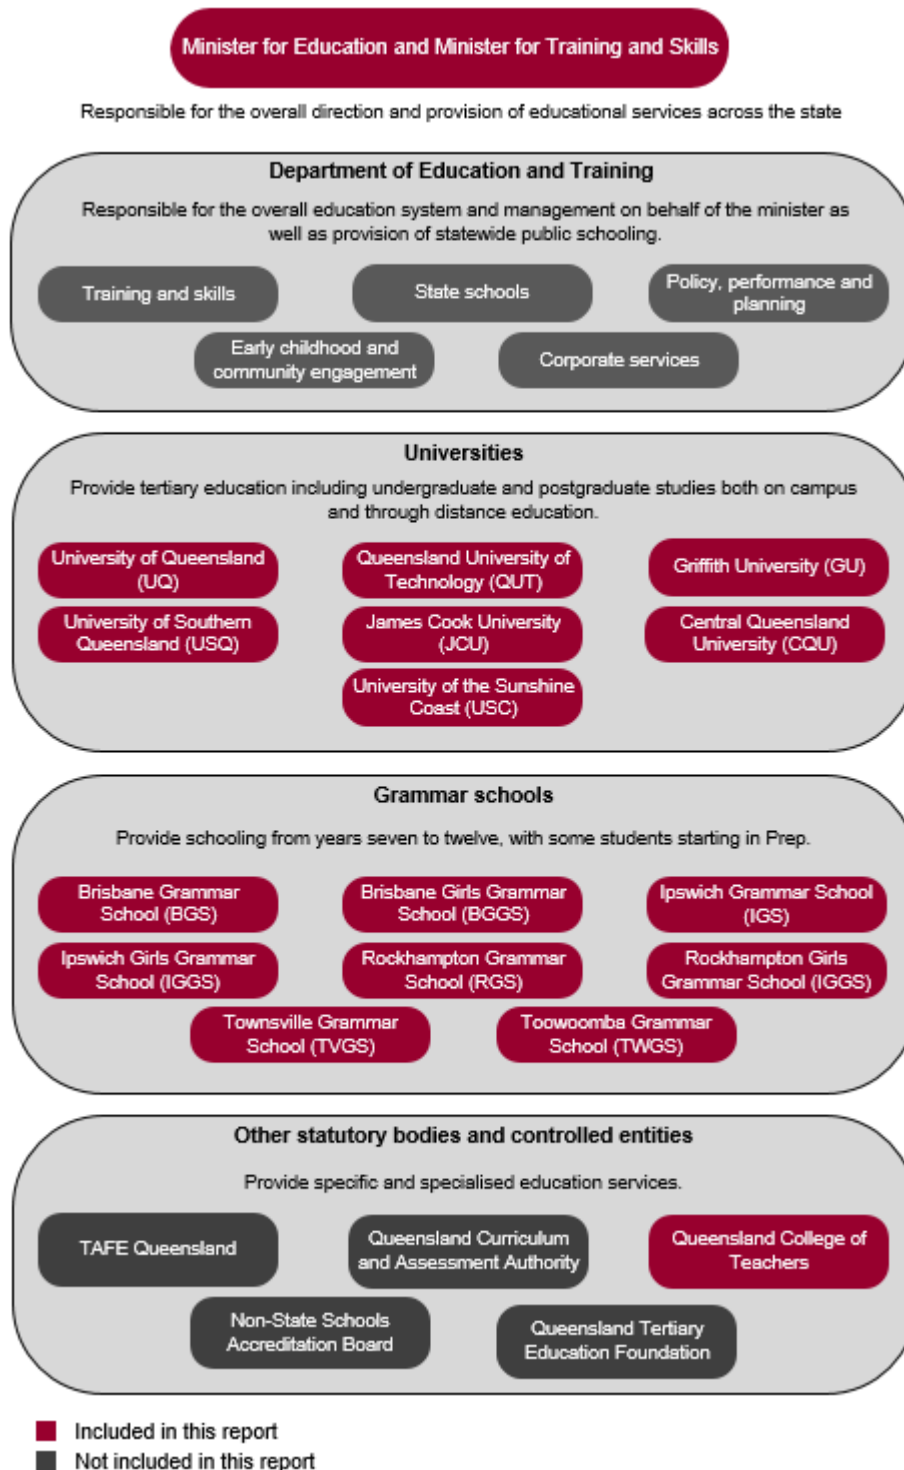 Minister for Education and Minister for Training and Skills
Responsible for the overall direction and provision of educational services across the state
Department of Education and Training
Responsible for the overall education system and management on behalf of the minister as
well as provision of statewide public schooling.
Training and skills
State schools
Policy, performance and
planning
Early childhood and
community engagement
Corporate services
Universities
Provide tertiary education including undergraduate and postgraduate studies both on campus
and through distance education.
University of Queensland
(UQ)
Queensland University of
Technology (QUT)
Griffith University (GU)
University of Southern
Queensland (USQ)
James Cook University
(JCU)
Central Queensland
University (CQU)
University of the Sunshine
Coast (USC)
Grammar schools
Provide schooling from years seven to twelve, with some students starting in Prep.
Brisbane Grammar
School (BGS)
Brisbane Girls Grammar
School (BGGS)
Ipswich Grammar School
(IGS)
Ipswich Girls Grammar
School (IGGS)
Rockhampton Grammar
School (RGS)
Rockhampton Girls
Grammar School (IGGS)
Townsville Grammar
School (TVGS)
Toowoomba Grammar
School (TWGS)
Other statutory bodies and controlled entities
Provide specific and specialised education services.
TAFE Queensland
Queensland Curriculum
and Assessment Authority
Queensland College of
Teachers
Non-State Schools
Accreditation Board
Queensland Tertiary
Education Foundation
Included in this report
Not included in this report